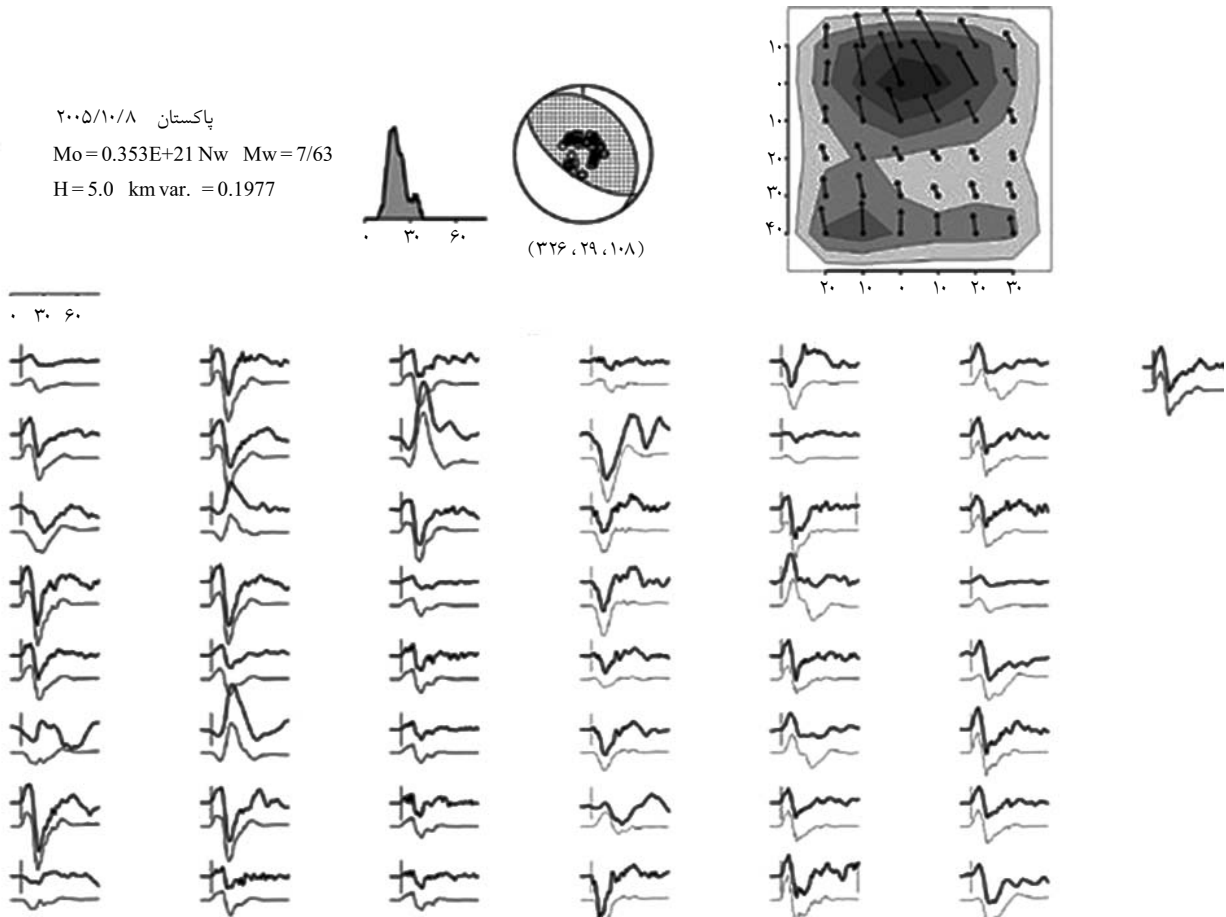 پاکستان ۲۰۰۵/۱۰/۸
Mo = 0.353E+21 Nw Mw = 7/63
H = 5.0 km var. = 0.1977
۰ ۳۰ ۶۰
(۳۲۶ ، ۲۹ ، ۱۰۸)
۱۰
۰
۱۰
۲۰
۳۰
۴۰
۲۰ ۱۰ ۰ ۱۰ ۲۰ ۳۰
۰ ۳۰ ۶۰